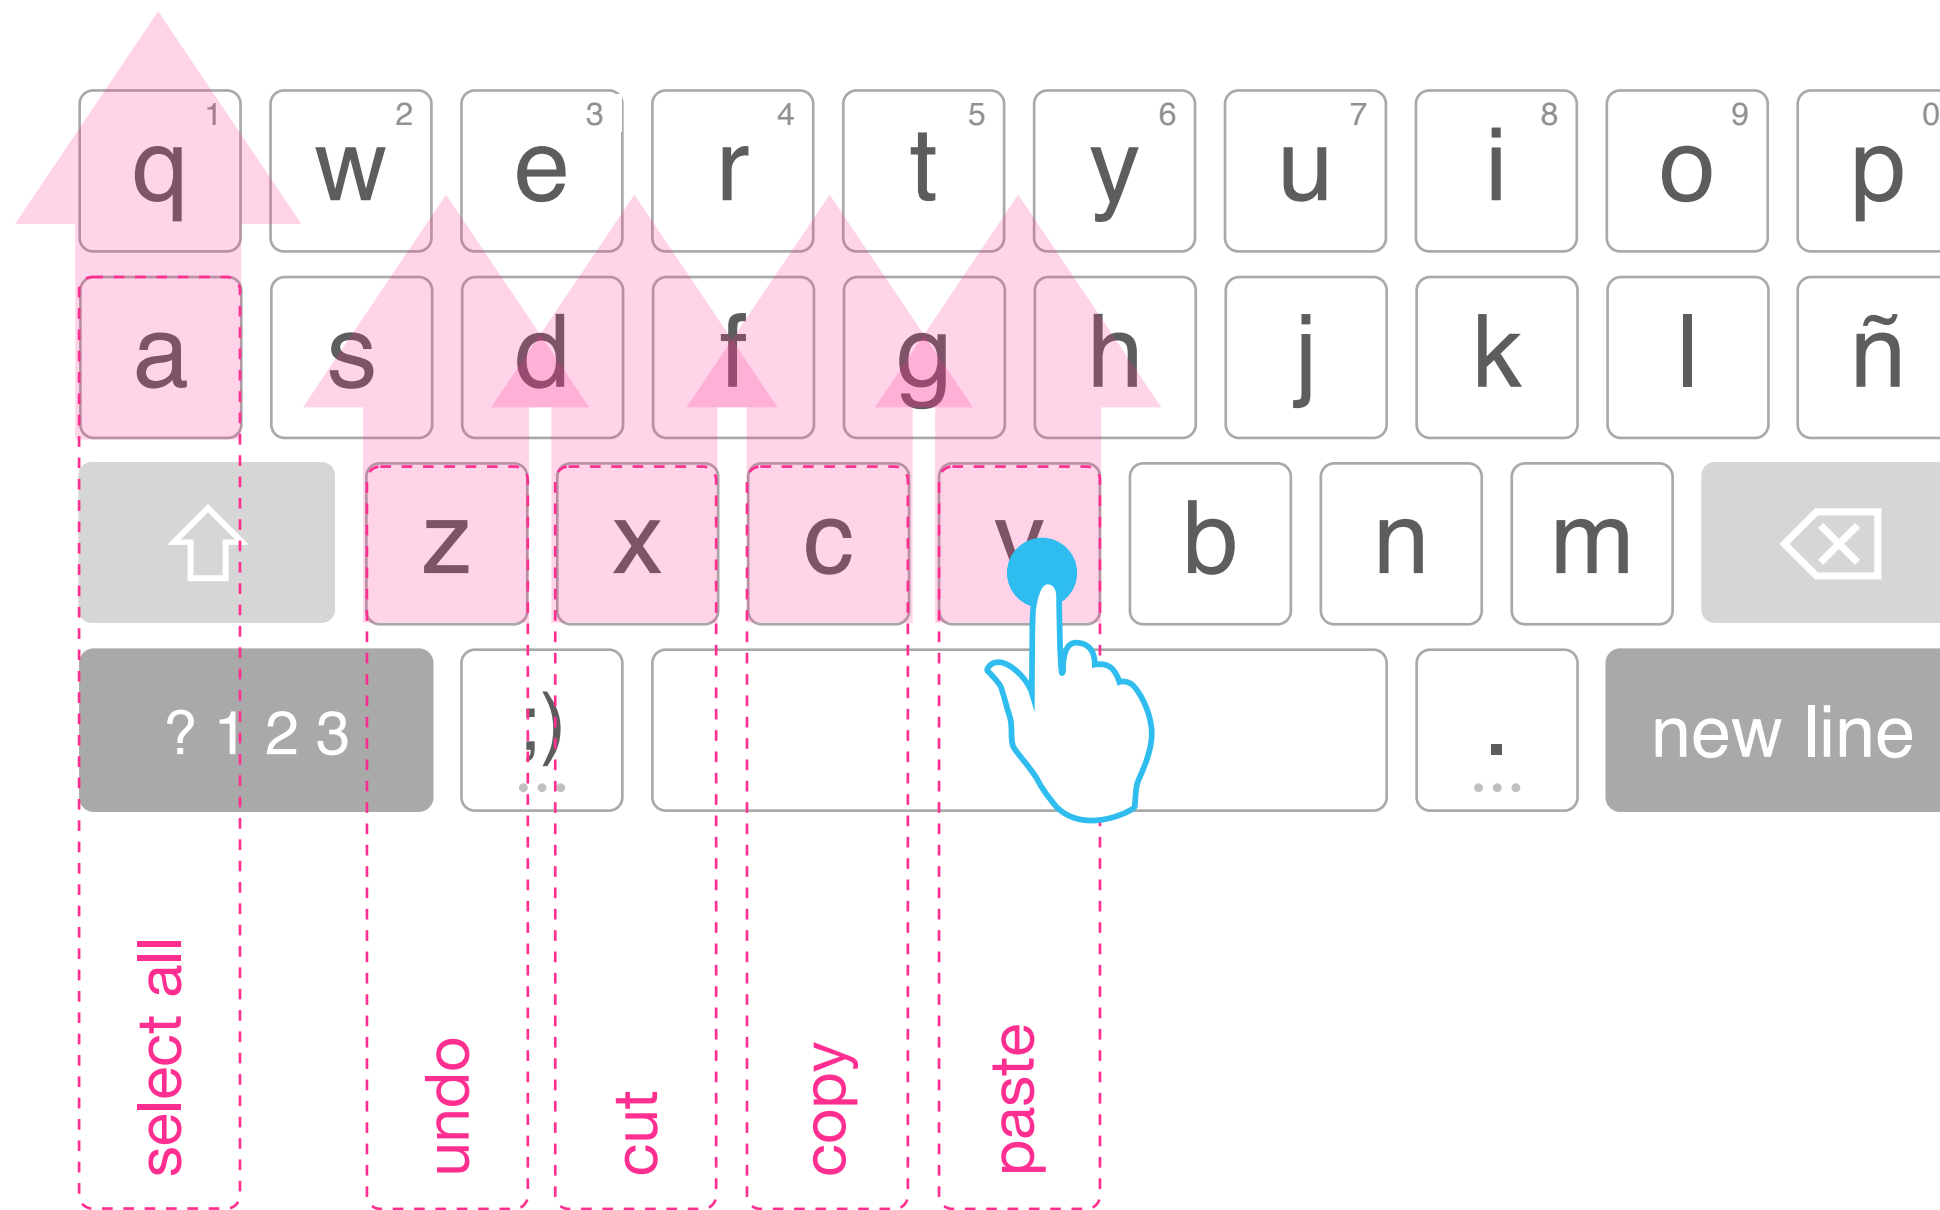 1 2 3 4 5 6 7 8 9 0
q w e r t y u i o p
a s d f g h j k l ñ
z x c v b n m
? 1 2 3 ;) . new line
... ...
select all
undo
cut
copy
paste